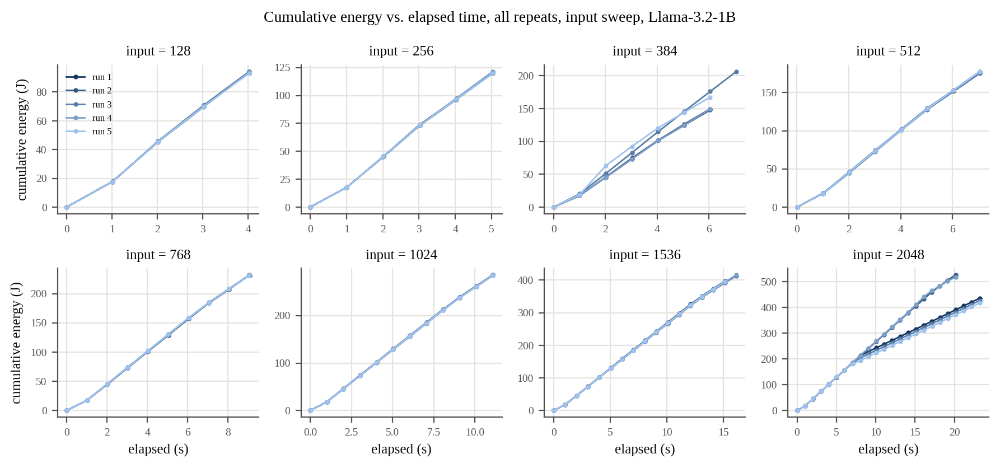 Cumulative energy vs. elapsed time, all repeats, input sweep, Llama-3.2-1B
input = 128
input = 256
input = 384
input = 512
cumulative energy (J)
run 1
run 2
run 3
run 4
run 5
80
60
40
20
0
0 1 2 3 4
125
100
75
50
25
0
0 1 2 3 4 5
200
150
100
50
0
0 2 4 6
150
100
50
0
0 2 4 6
input = 768
input = 1024
input = 1536
input = 2048
cumulative energy (J)
200
150
100
50
0
0 2 4 6 8
elapsed (s)
200
100
0
0.0 2.5 5.0 7.5 10.0
elapsed (s)
400
300
200
100
0
0 5 10 15
elapsed (s)
500
400
300
200
100
0
0 5 10 15 20
elapsed (s)